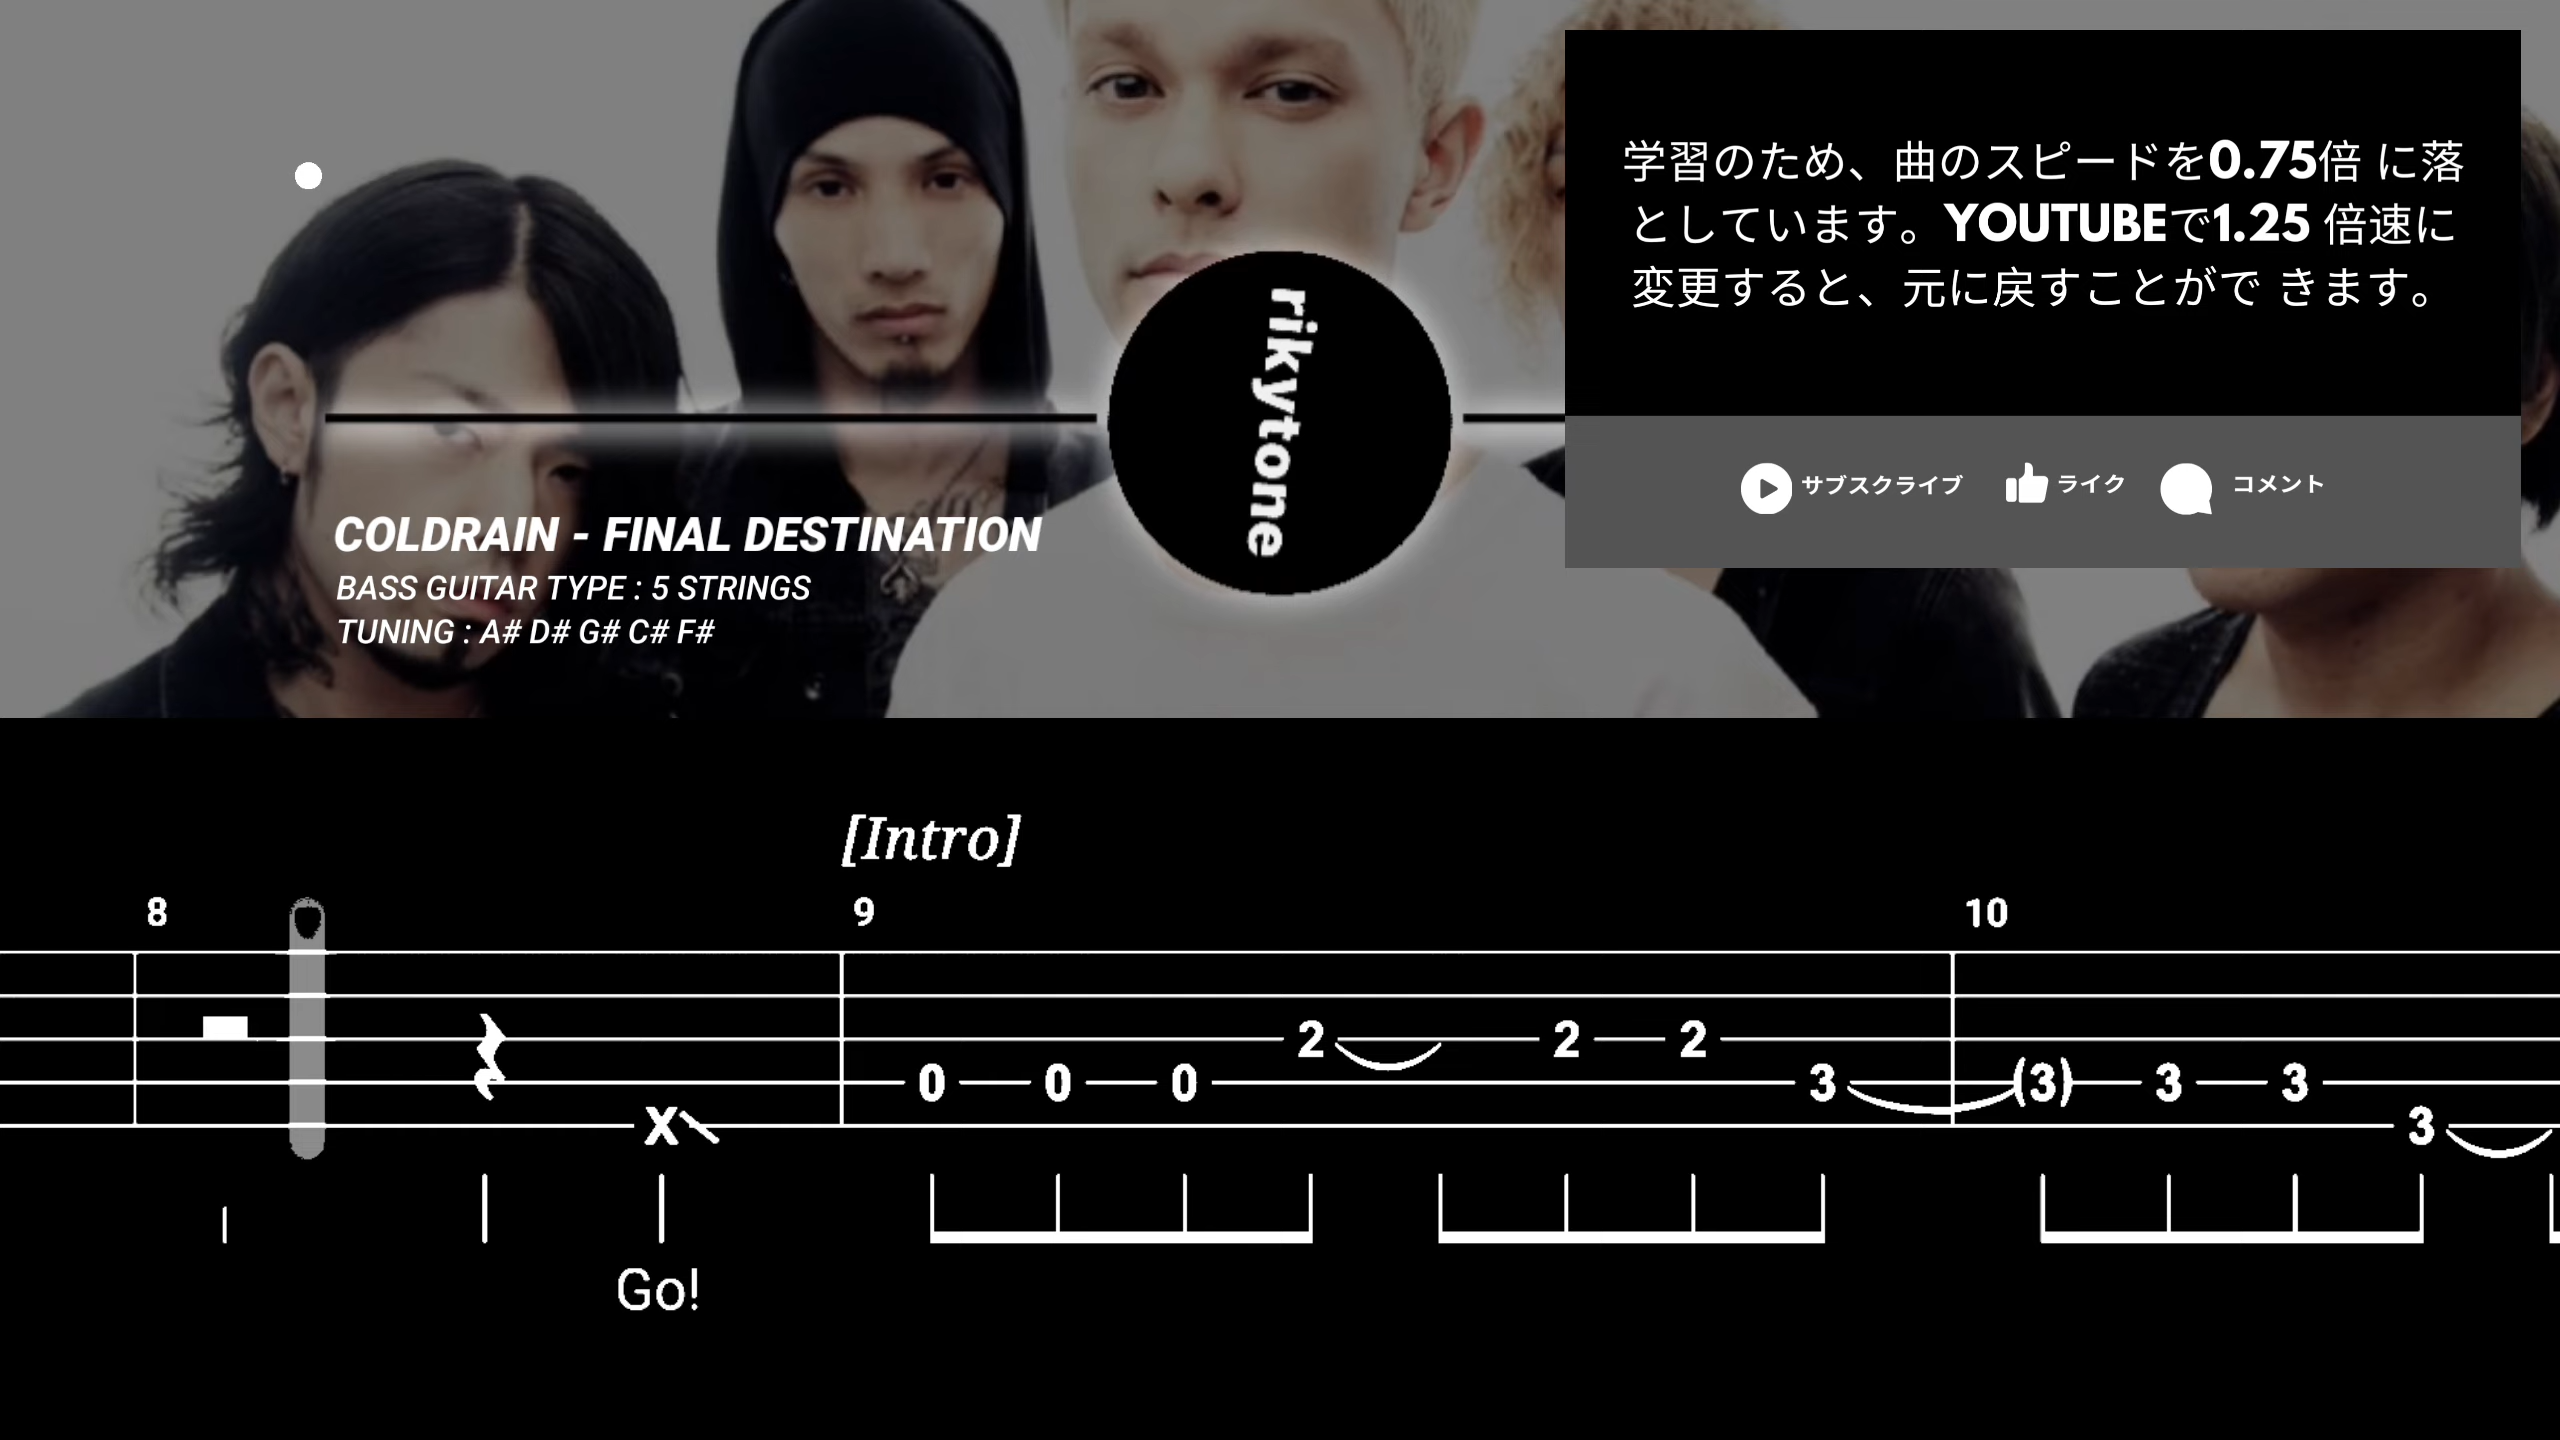 学習のため、曲のスピードを0.75倍 に落
としています。YOUTUBEで1.25 倍速に
変更すると、元に戻すことがで きます。
rikytone
サブスクライブ ライク コメント
COLDRAIN - FINAL DESTINATION
BASS GUITAR TYPE : 5 STRINGS
TUNING : A# D# G# C# F#
[Intro]
8 9 10
2 2 2
0 0 0 3 (3) 3 3
X 3
Go!